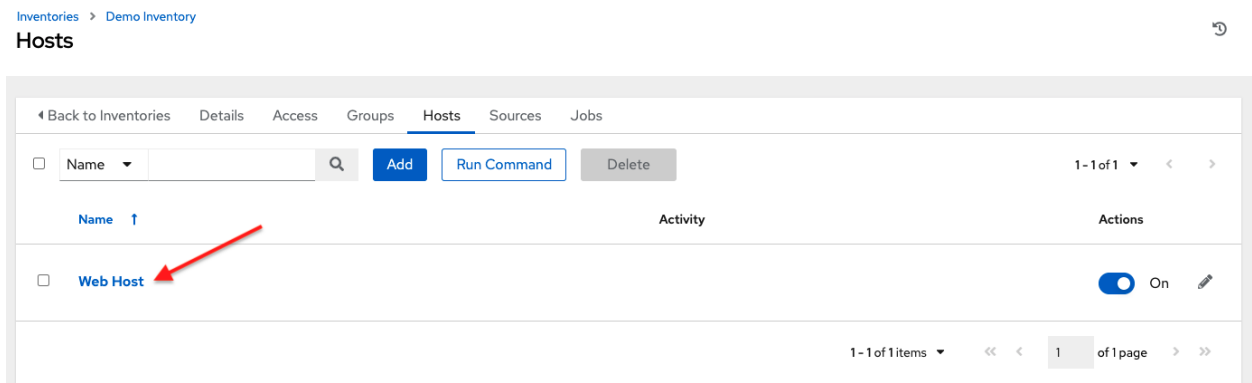 Inventories > Demo Inventory
Hosts
Back to Inventories Details Access Groups Hosts Sources Jobs
Name Add Run Command Delete 1 - 1 of 1
Name Activity Actions
Web Host On
1 - 1 of 1 items 1 of 1 page